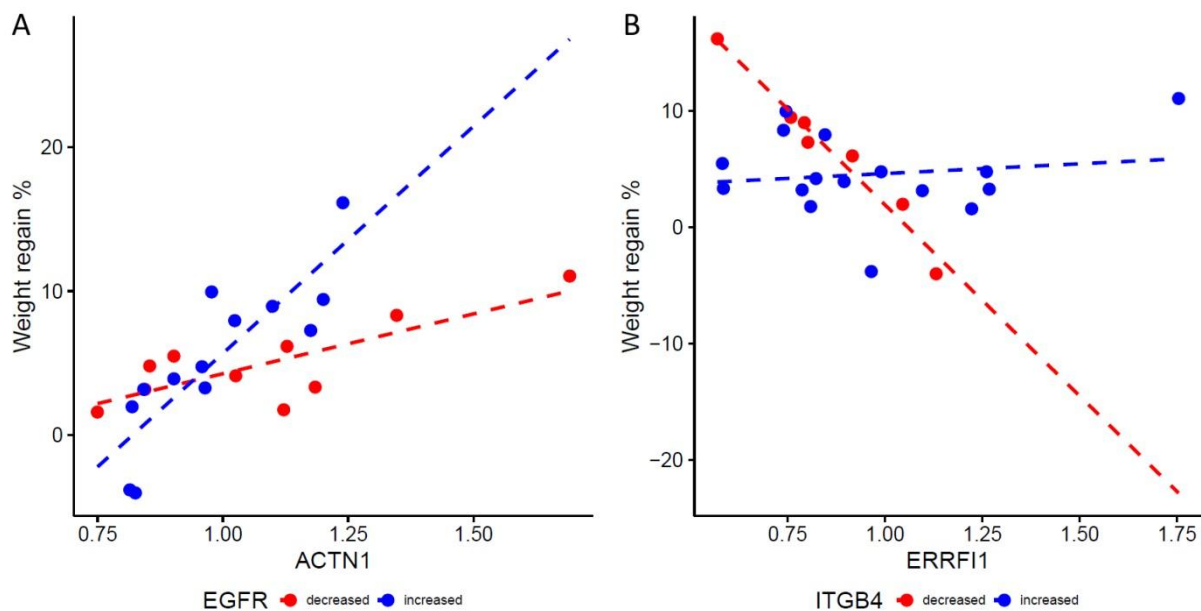 A
Weight regain %
20
10
0
0.75 1.00 1.25 1.50
ACTN1
EGFR decreased increased
B
Weight regain %
10
0
−10
−20
0.75 1.00 1.25 1.50 1.75
ERRFI1
ITGB4 decreased increased